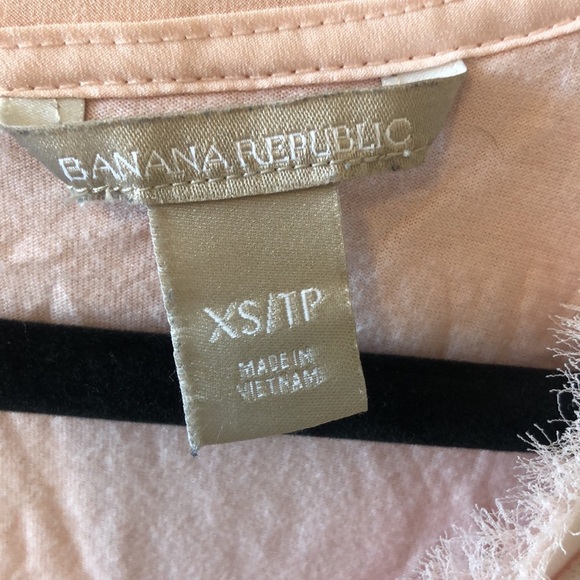 BANANA REPUBLIC
XS/TP
MADE IN
VIETNAM